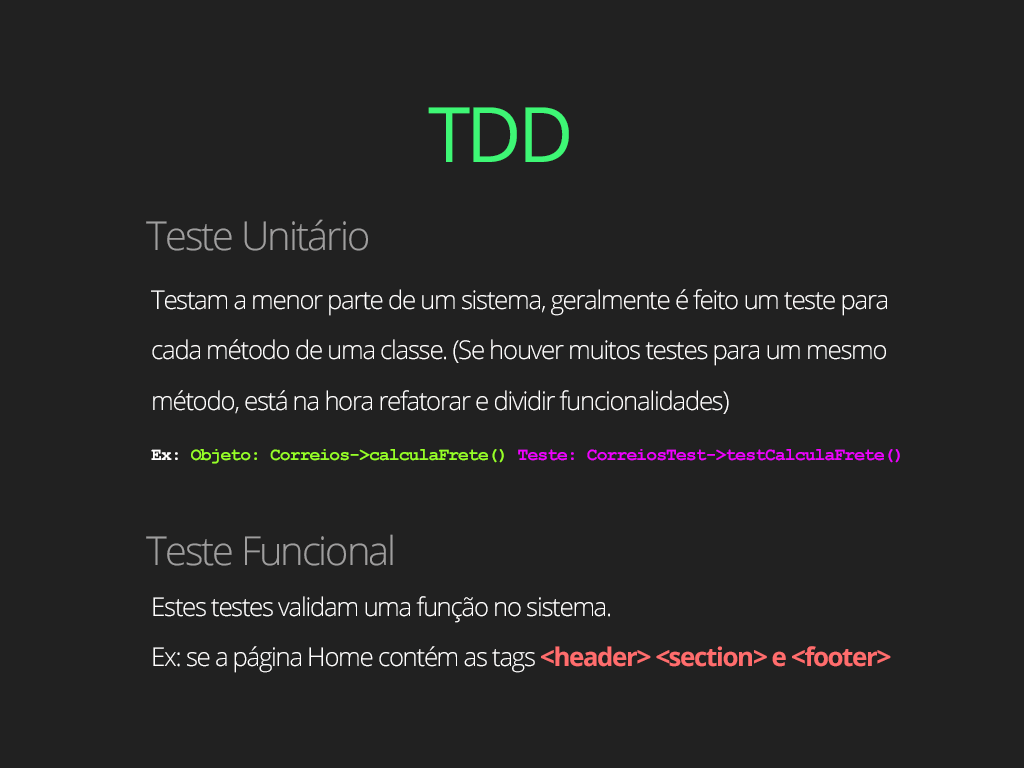 TDD
Teste Unitário
Testam a menor parte de um sistema, geralmente é feito um teste para
cada método de uma classe. (Se houver muitos testes para um mesmo
método, está na hora refatorar e dividir funcionalidades)
Ex: Objeto: Correios->calculaFrete() Teste: CorreiosTest->testCalculaFrete()
Teste Funcional
Estes testes validam uma função no sistema.
Ex: se a página Home contém as tags <header> <section> e <footer>